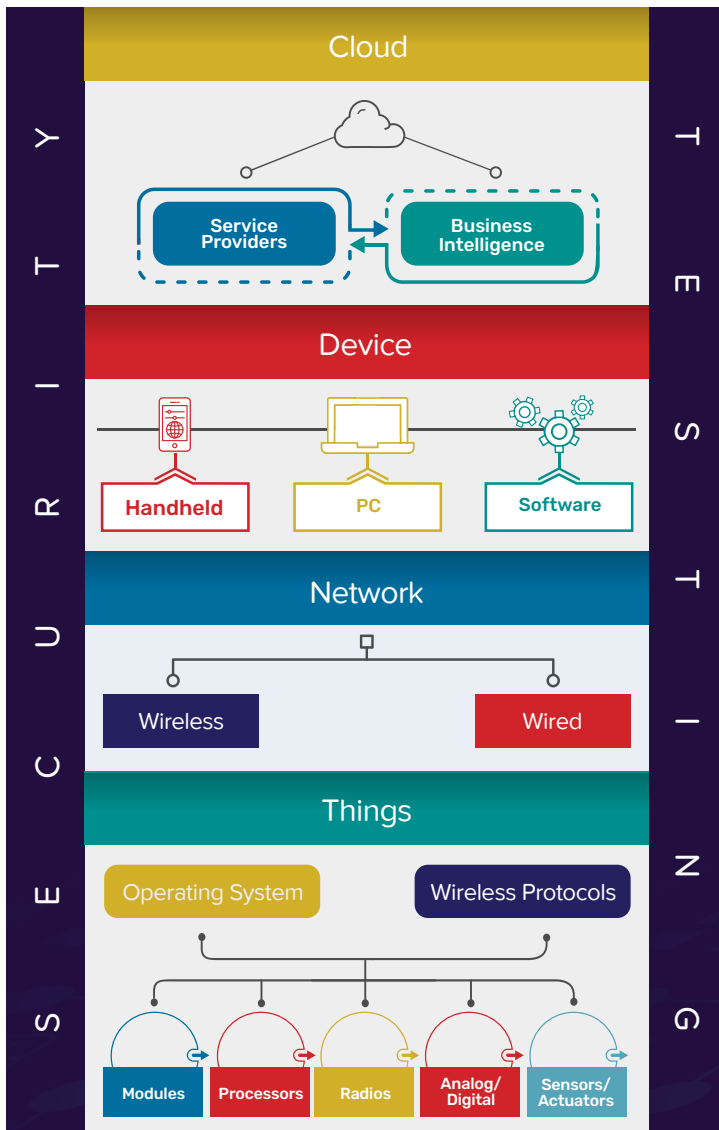 SECURITY
Cloud
Service
Providers
Business
Intelligence
Device
Handheld
PC
Software
Network
Wireless
Wired
Things
Operating System
Wireless Protocols
Modules
Processors
Radios
Analog/
Digital
Sensors/
Actuators
TESTING